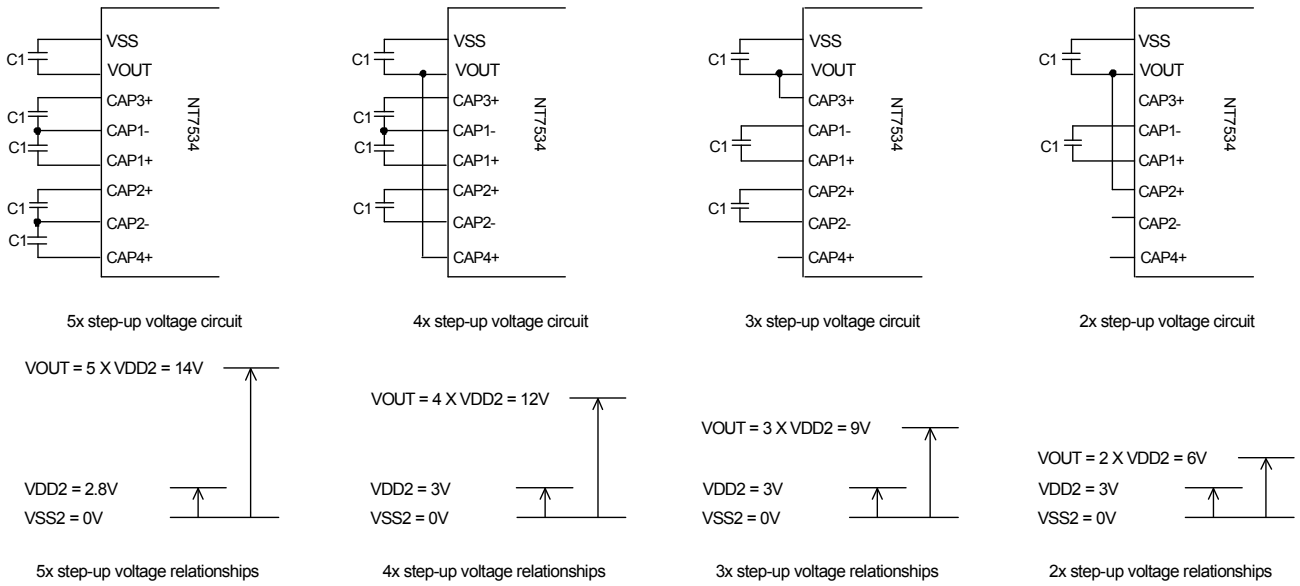 VSS
C1
VOUT
CAP3+
C1
CAP1-
C1
CAP1+
CAP2+
C1
CAP2-
C1
CAP4+
NT7534
5x step-up voltage circuit
VSS
C1
VOUT
CAP3+
C1
CAP1-
C1
CAP1+
CAP2+
C1
CAP2-
CAP4+
NT7534
4x step-up voltage circuit
VSS
C1
VOUT
CAP3+
CAP1-
C1
CAP1+
CAP2+
C1
CAP2-
CAP4+
NT7534
3x step-up voltage circuit
VSS
C1
VOUT
CAP3+
CAP1-
C1
CAP1+
CAP2+
CAP2-
CAP4+
NT7534
2x step-up voltage circuit
VOUT = 5 X VDD2 = 14V
VDD2 = 2.8V
VSS2 = 0V
5x step-up voltage relationships
VOUT = 4 X VDD2 = 12V
VDD2 = 3V
VSS2 = 0V
4x step-up voltage relationships
VOUT = 3 X VDD2 = 9V
VDD2 = 3V
VSS2 = 0V
3x step-up voltage relationships
VOUT = 2 X VDD2 = 6V
VDD2 = 3V
VSS2 = 0V
2x step-up voltage relationships